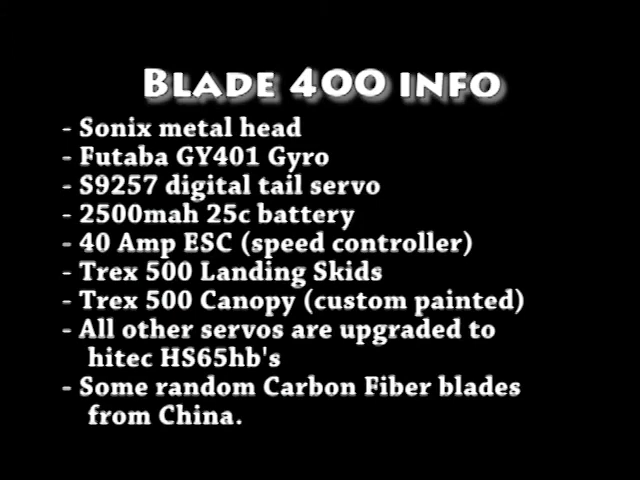 Blade 400 info
- Sonix metal head
- Futaba GY401 Gyro
- S9257 digital tail servo
- 2500mah 25c battery
- 40 Amp ESC (speed controller)
- Trex 500 Landing Skids
- Trex 500 Canopy (custom painted)
- All other servos are upgraded to
hitec HS65hb's
- Some random Carbon Fiber blades
from China.